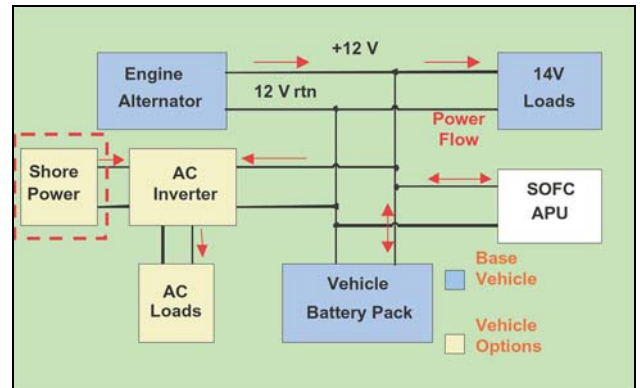 +12 V
Engine
Alternator
12 V rtn
14V
Loads
Power
Flow
Shore
Power
AC
Inverter
SOFC
APU
AC
Loads
Vehicle
Battery Pack
Base
Vehicle
Vehicle
Options